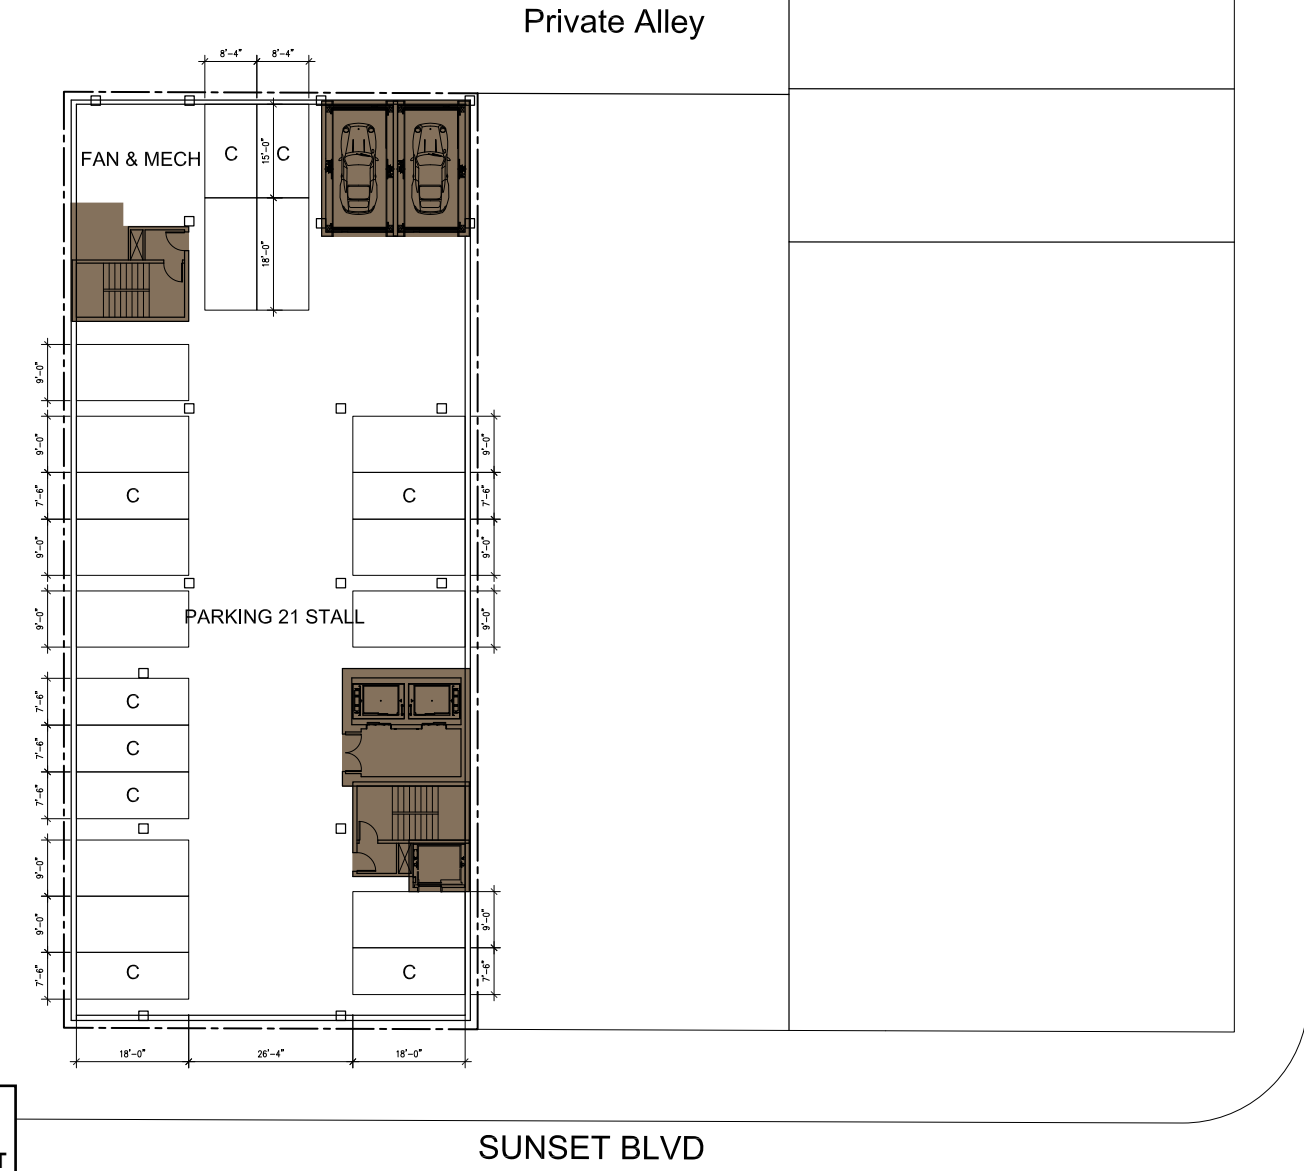 Private Alley
8'-4" 8'-4"
FAN & MECH
C
15'-0"
C
18'-0"
9'-0"
9'-0"
9'-0"
7'-6"
C
C
7'-6"
9'-0"
9'-0"
9'-0"
PARKING 21 STALL
9'-0"
7'-6"
C
7'-6"
C
7'-6"
C
9'-0"
9'-0"
9'-0"
7'-6"
C
C
7'-6"
18'-0" 26'-4" 18'-0"
SUNSET BLVD
T